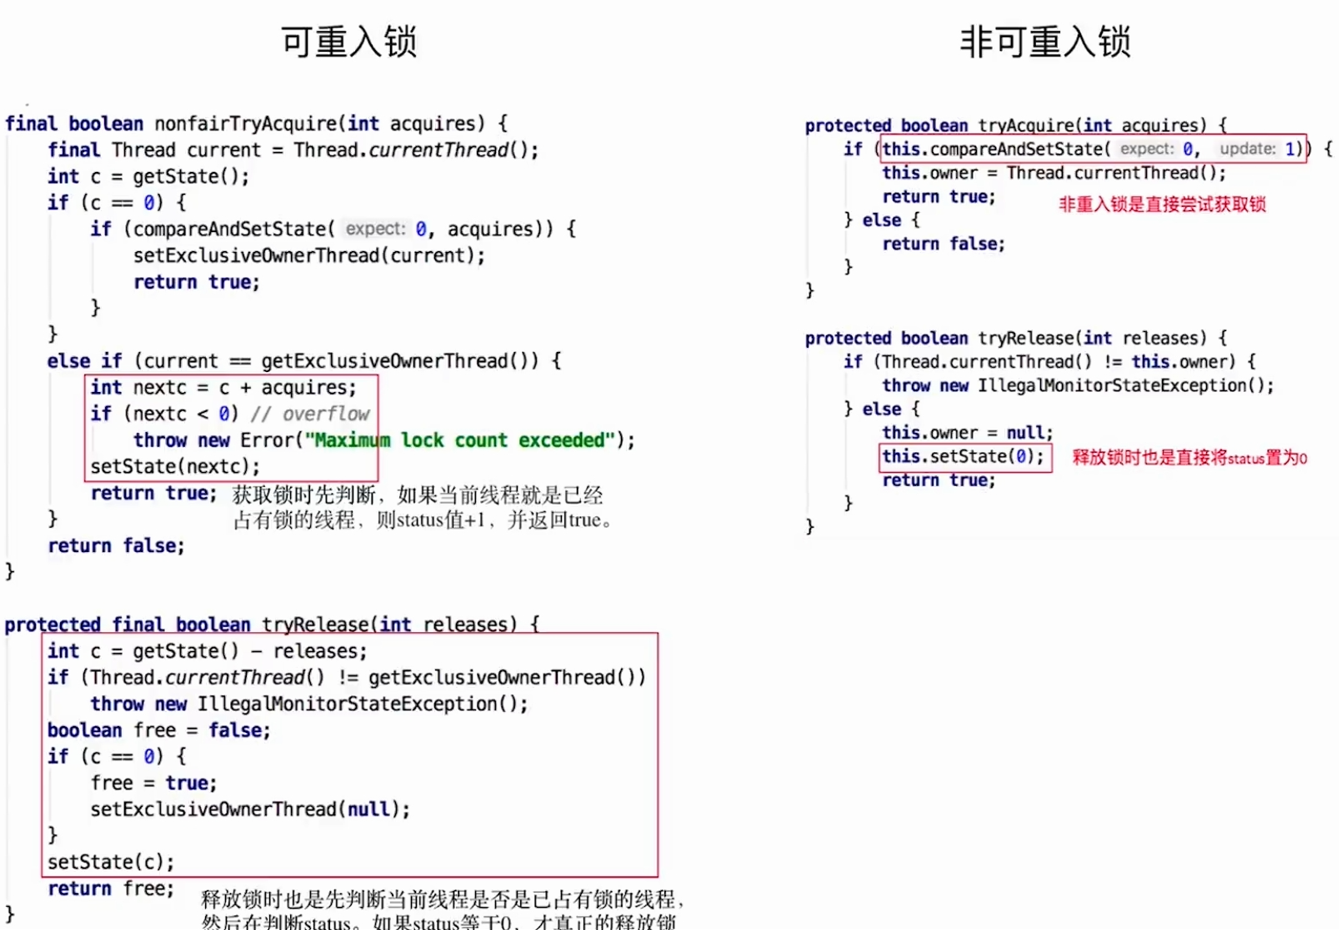 可重入锁
final boolean nonfairTryAcquire(int acquires) {
final Thread current = Thread.currentThread();
int c = getState();
if (c == 0) {
if (compareAndSetState( expect: 0, acquires)) {
setExclusiveOwnerThread(current);
return true;
}
}
else if (current == getExclusiveOwnerThread()) {
int nextc = c + acquires;
if (nextc < 0) // overflow
throw new Error("Maximum lock count exceeded");
setState(nextc);
return true; 获取锁时先判断，如果当前线程就是已经
占有锁的线程，则status值+1，并返回true。
}
return false;
}
protected final boolean tryRelease(int releases) {
int c = getState() - releases;
if (Thread.currentThread() != getExclusiveOwnerThread())
throw new IllegalMonitorStateException();
boolean free = false;
if (c == 0) {
free = true;
setExclusiveOwnerThread(null);
}
setState(c);
return free;
释放锁时也是先判断当前线程是否是已占有锁的线程，
}
然后在判断status。如果status等于0，才真正的释放锁
非可重入锁
protected boolean tryAcquire(int acquires) {
if (this.compareAndSetState( expect: 0, update: 1)) {
this.owner = Thread.currentThread();
return true;
非重入锁是直接尝试获取锁
} else {
return false;
}
}
protected boolean tryRelease(int releases) {
if (Thread.currentThread() != this.owner) {
throw new IllegalMonitorStateException();
} else {
this.owner = null;
this.setState(0); 释放锁时也是直接将status置为0
return true;
}
}